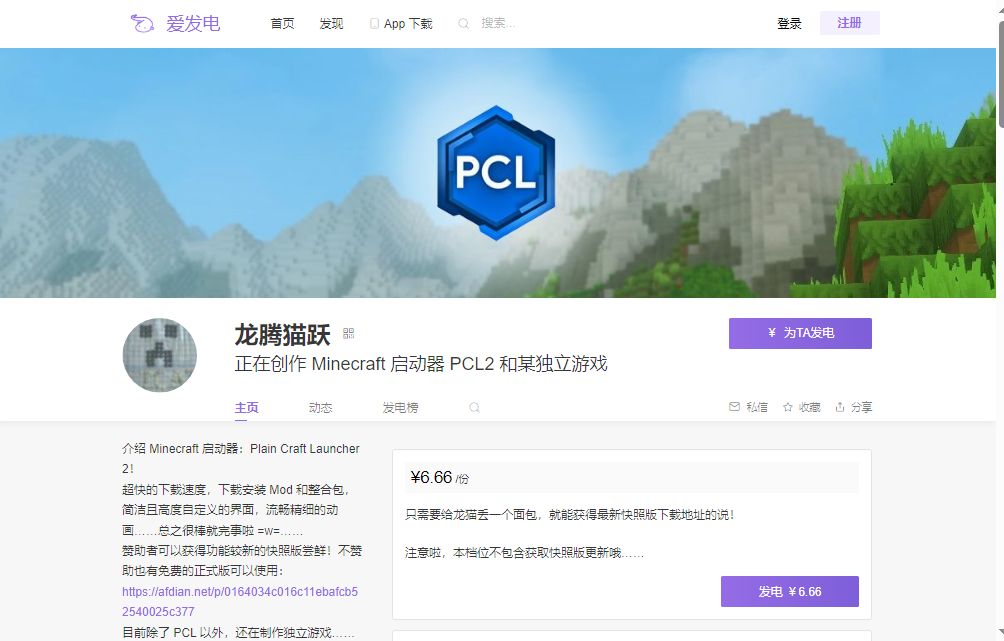 爱发电
首页
发现
App 下载
搜索...
登录
注册
PCL
龙腾猫跃
¥ 为TA发电
正在创作 Minecraft 启动器 PCL2 和某独立游戏
主页
动态
发电榜
私信
收藏
分享
介绍 Minecraft 启动器：Plain Craft Launcher
2！
超快的下载速度，下载安装 Mod 和整合包，
简洁且高度自定义的界面，流畅精细的动
画……总之很棒就完事啦 =w=……
赞助者可以获得功能较新的快照版尝鲜！不赞
助也有免费的正式版可以使用：
https://afdian.net/p/0164034c016c11ebafcb5
2540025c377
目前除了 PCL 以外，还在制作独立游戏……
¥6.66 /份
只需要给龙猫丢一个面包，就能获得最新快照版下载地址的说！
注意啦，本档位不包含获取快照版更新哦……
发电 ¥ 6.66